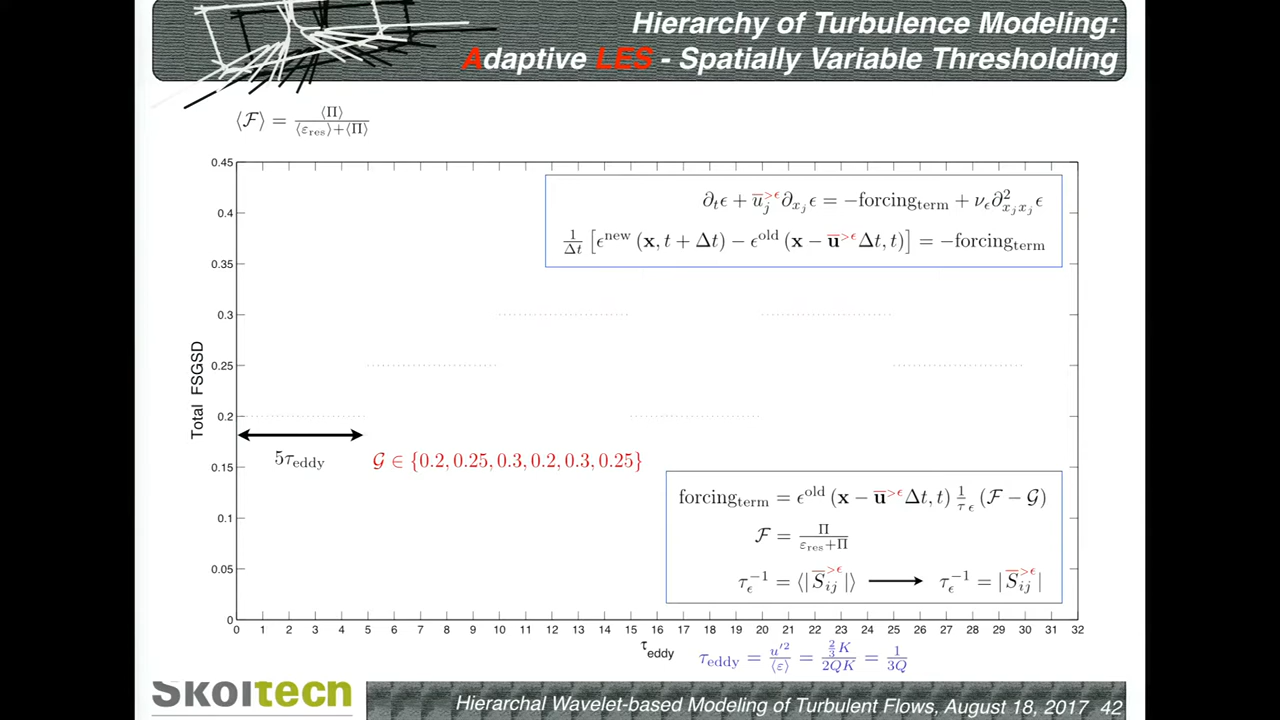 Hierarchy of Turbulence Modeling:
Adaptive LES - Spatially Variable Thresholding
⟨ℱ⟩ = ⟨Π⟩ / (⟨ε_res⟩+⟨Π⟩)
0.45
0.4
0.35
0.3
0.25
0.2
0.15
0.1
0.05
0
Total FSGSD
∂_t ϵ + u̅_j^{>ϵ} ∂_{x_j} ϵ = −forcing_term + ν_ϵ ∂²_{x_j x_j} ϵ
1/Δt [ϵ^new (x, t + Δt) − ϵ^old (x − u̅^{>ϵ} Δt, t)] = −forcing_term
5τ_eddy
𝒢 ∈ {0.2, 0.25, 0.3, 0.2, 0.3, 0.25}
forcing_term = ϵ^old (x − u̅^{>ϵ} Δt, t) 1/τ_ϵ (ℱ − 𝒢)
ℱ = Π / (ε_res+Π)
τ_ϵ^{−1} = ⟨|S̅_ij^{>ϵ}|⟩ ⟶ τ_ϵ^{−1} = |S̅_ij^{>ϵ}|
0 1 2 3 4 5 6 7 8 9 10 11 12 13 14 15 16 17 18 19 20 21 22 23 24 25 26 27 28 29 30 31 32
τ_eddy
τ_eddy = u′² / ⟨ε⟩ = (2/3 K) / (2QK) = 1 / (3Q)
Skoltech
Hierarchal Wavelet-based Modeling of Turbulent Flows, August 18, 2017 42